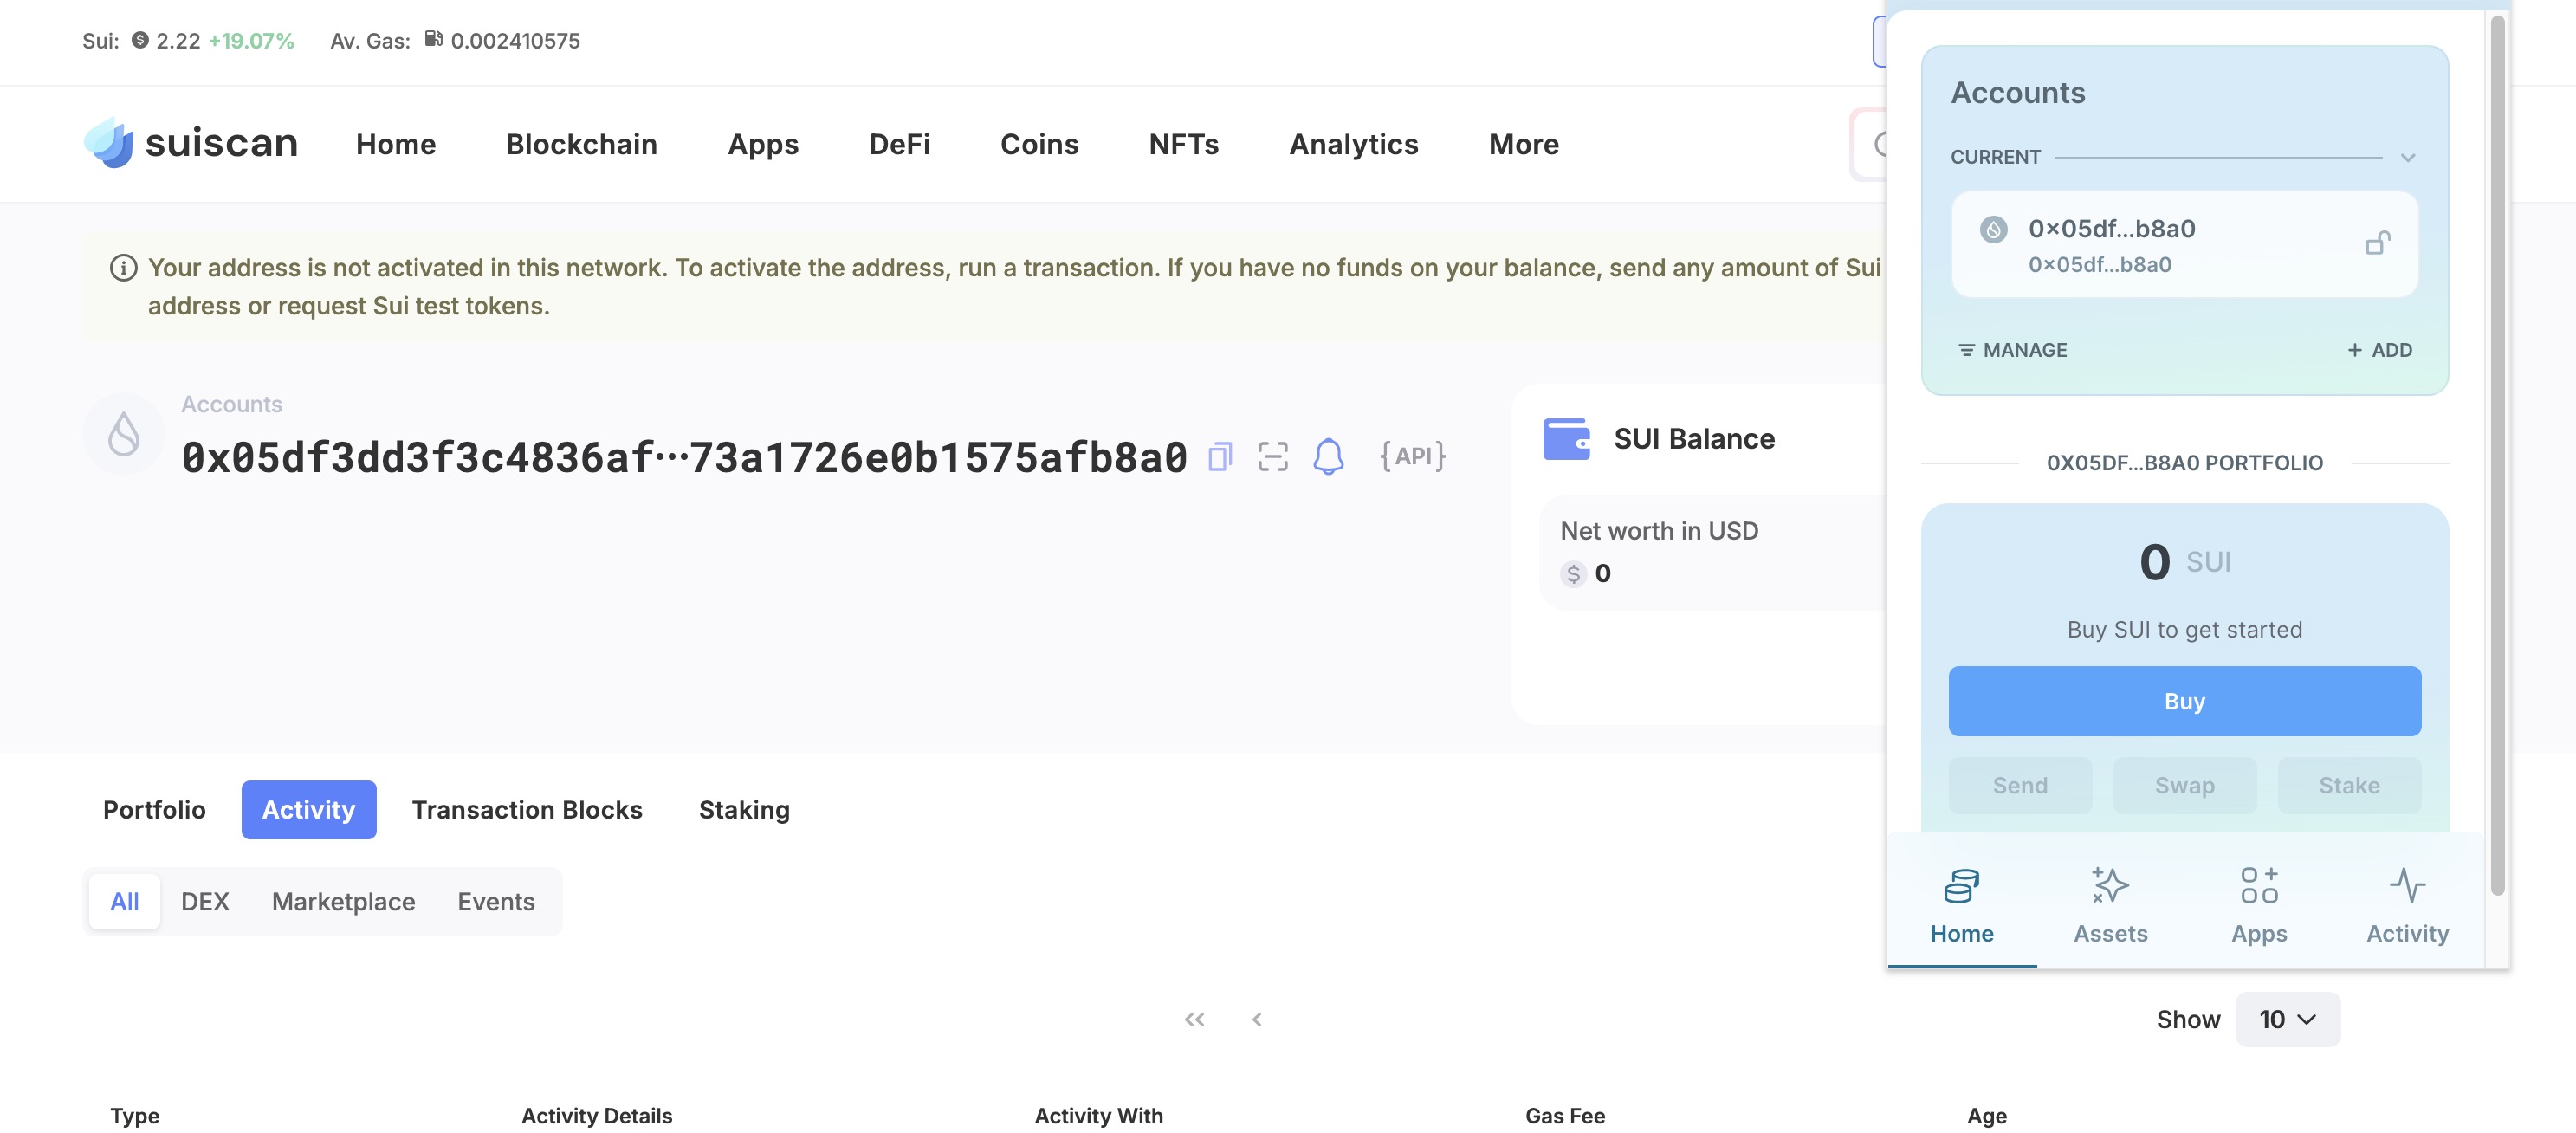 Sui: 2.22 +19.07% Av. Gas: 0.002410575
suiscan Home Blockchain Apps DeFi Coins NFTs Analytics More
Your address is not activated in this network. To activate the address, run a transaction. If you have no funds on your balance, send any amount of Sui
address or request Sui test tokens.
Accounts
0x05df3dd3f3c4836af···73a1726e0b1575afb8a0 {API}
SUI Balance
Net worth in USD
$ 0
Portfolio Activity Transaction Blocks Staking
All DEX Marketplace Events
Show 10
Type Activity Details Activity With Gas Fee Age
Accounts
CURRENT
0×05df...b8a0
0×05df...b8a0
MANAGE + ADD
0X05DF...B8A0 PORTFOLIO
0 SUI
Buy SUI to get started
Buy
Send Swap Stake
Home Assets Apps Activity